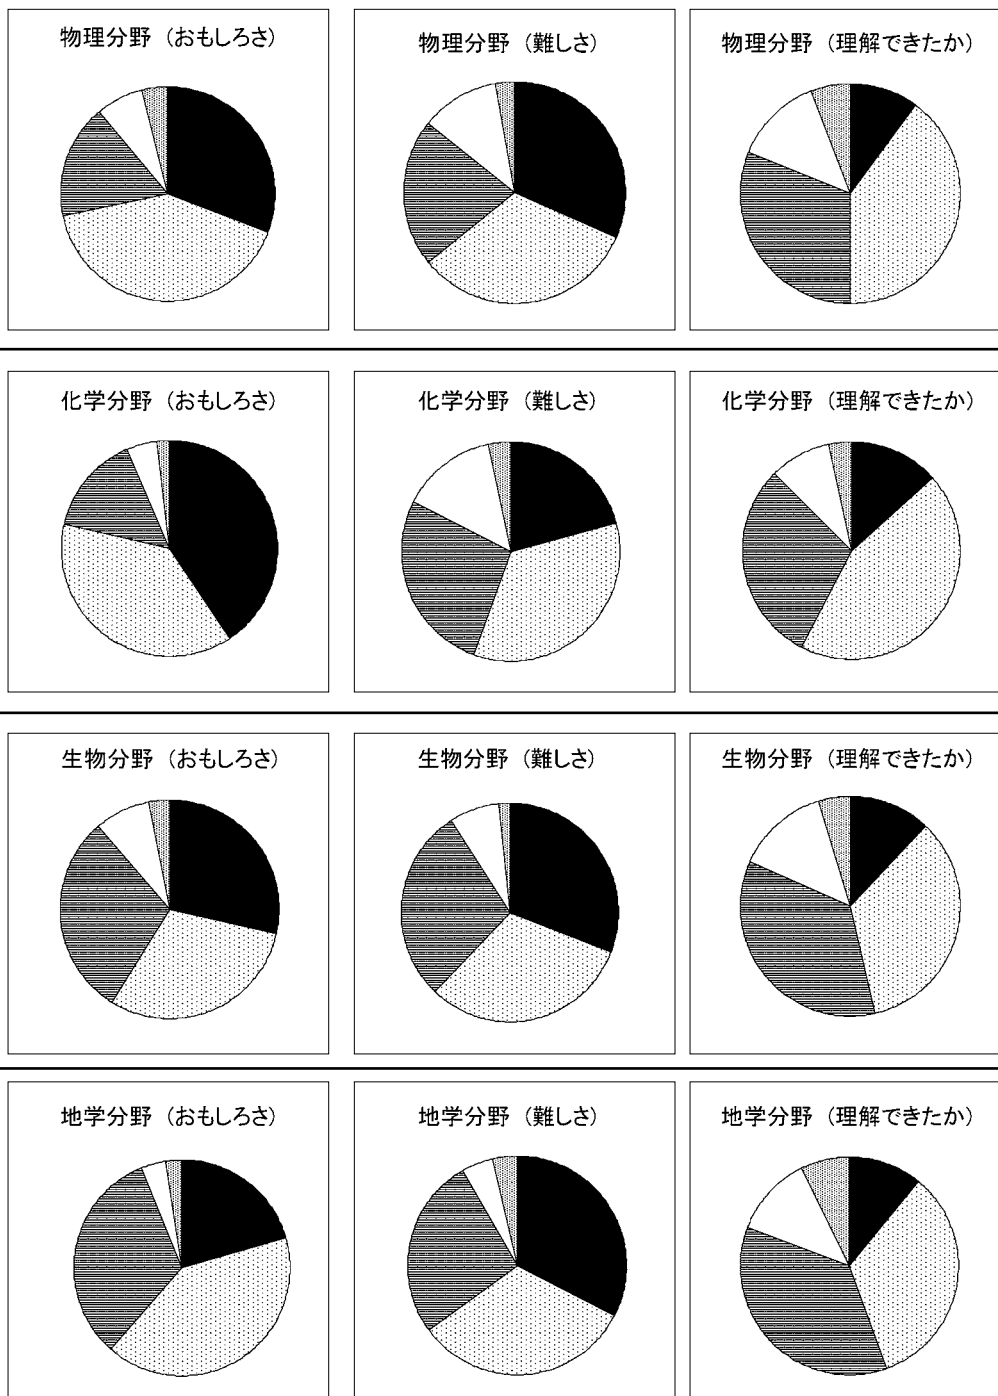 物理分野（おもしろさ）
物理分野（難しさ）
物理分野（理解できたか）
化学分野（おもしろさ）
化学分野（難しさ）
化学分野（理解できたか）
生物分野（おもしろさ）
生物分野（難しさ）
生物分野（理解できたか）
地学分野（おもしろさ）
地学分野（難しさ）
地学分野（理解できたか）